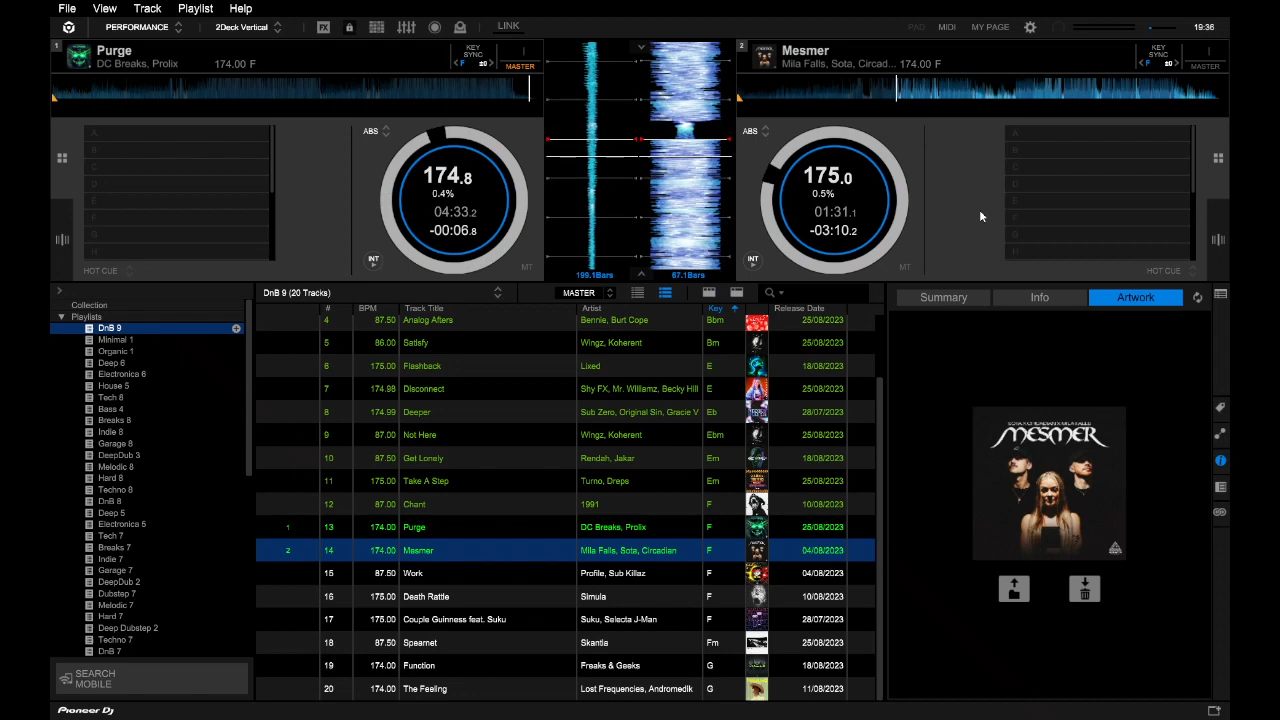 File View Track Playlist Help
PERFORMANCE 2Deck Vertical FX LINK PAD MIDI MY PAGE 19:36
1 Purge KEY SYNC
DC Breaks, Prolix 174.00 F F ±0 MASTER
2 Mesmer KEY SYNC
Mila Falls, Sota, Circad... 174.00 F F ±0 MASTER
A
B
C
D
E
F
G
H
HOT CUE
ABS
174.8
0.4%
04:33.2
-00:06.8
INT MT
199.1Bars 67.1Bars
ABS
175.0
0.5%
01:31.1
-03:10.2
INT MT
A
B
C
D
E
F
G
H
HOT CUE
Collection
Playlists
DnB 9
Minimal 1
Organic 1
Deep 6
Electronica 6
House 5
Tech 8
Bass 4
Breaks 8
Indie 8
Garage 8
DeepDub 3
Melodic 8
Hard 8
Techno 8
DnB 8
Deep 5
Electronica 5
Tech 7
Breaks 7
Indie 7
Garage 7
DeepDub 2
Dubstep 7
Melodic 7
Hard 7
Deep Dubstep 2
Techno 7
DnB 7
SEARCH
MOBILE
DnB 9 (20 Tracks) MASTER
# BPM Track Title Artist Key Release Date
4 87.50 Analog Afters Bennie, Burt Cope Bbm 25/08/2023
5 86.00 Satisfy Wingz, Koherent Bm 25/08/2023
6 175.00 Flashback Lixed E 18/08/2023
7 174.98 Disconnect Shy FX, Mr. Williamz, Becky Hill E 25/08/2023
8 174.99 Deeper Sub Zero, Original Sin, Gracie V Eb 28/07/2023
9 87.00 Not Here Wingz, Koherent Ebm 25/08/2023
10 87.50 Get Lonely Rendah, Jakar Em 18/08/2023
11 175.00 Take A Step Turno, Dreps Em 25/08/2023
12 87.00 Chant 1991 F 10/08/2023
1 13 174.00 Purge DC Breaks, Prolix F 25/08/2023
2 14 174.00 Mesmer Mila Falls, Sota, Circadian F 04/08/2023
15 87.50 Work Profile, Sub Killaz F 04/08/2023
16 175.00 Death Rattle Simula F 10/08/2023
17 175.00 Couple Guinness feat. Suku Suku, Selecta J-Man F 28/07/2023
18 87.50 Spearnet Skantia Fm 25/08/2023
19 174.00 Function Freaks & Geeks G 18/08/2023
20 174.00 The Feeling Lost Frequencies, Andromedik G 11/08/2023
Summary Info Artwork
SOTA X CIRCADIAN X MILA FALLS
MESMER
Pioneer Dj